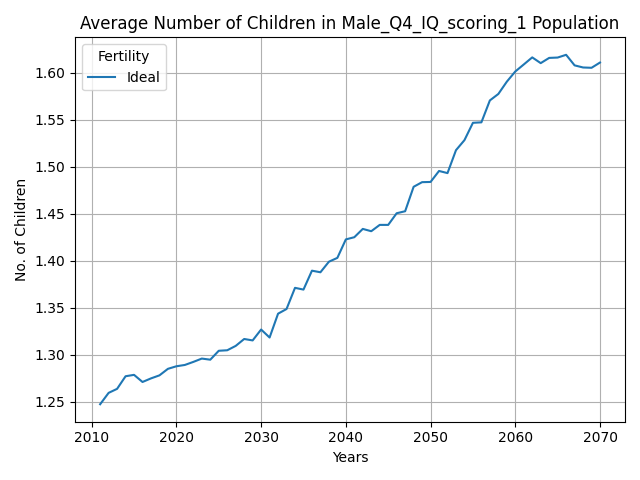 Average Number of Children in Male_Q4_IQ_scoring_1 Population
Fertility
Ideal
No. of Children
1.60
1.55
1.50
1.45
1.40
1.35
1.30
1.25
2010 2020 2030 2040 2050 2060 2070
Years